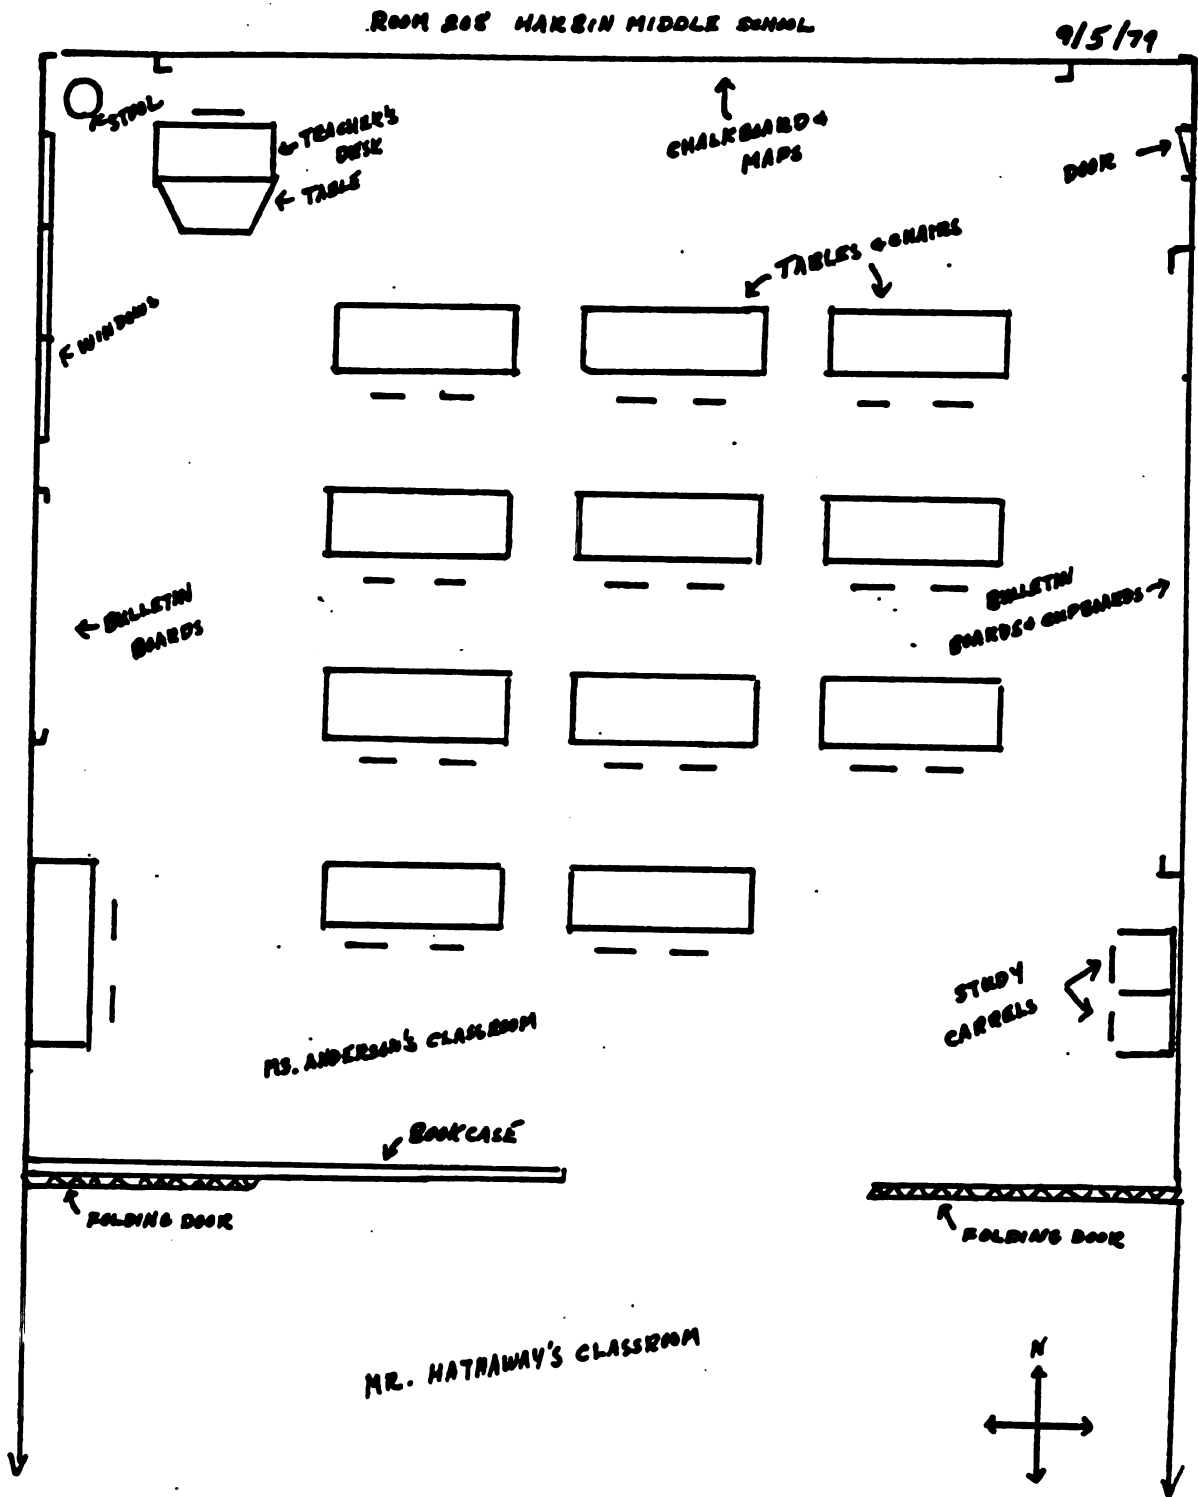 ROOM 208 HARBIN MIDDLE SCHOOL
9/5/79
STOOL
TEACHER'S
DESK
TABLE
CHALKBOARD &
MAPS
DOOR
TABLES & CHAIRS
WINDOWS
BULLETIN
BOARDS
BULLETIN
BOARDS & CUPBOARDS
STUDY
CARRELS
MS. ANDERSON'S CLASSROOM
BOOKCASE
FOLDING DOOR
FOLDING DOOR
MR. HATHAWAY'S CLASSROOM
N